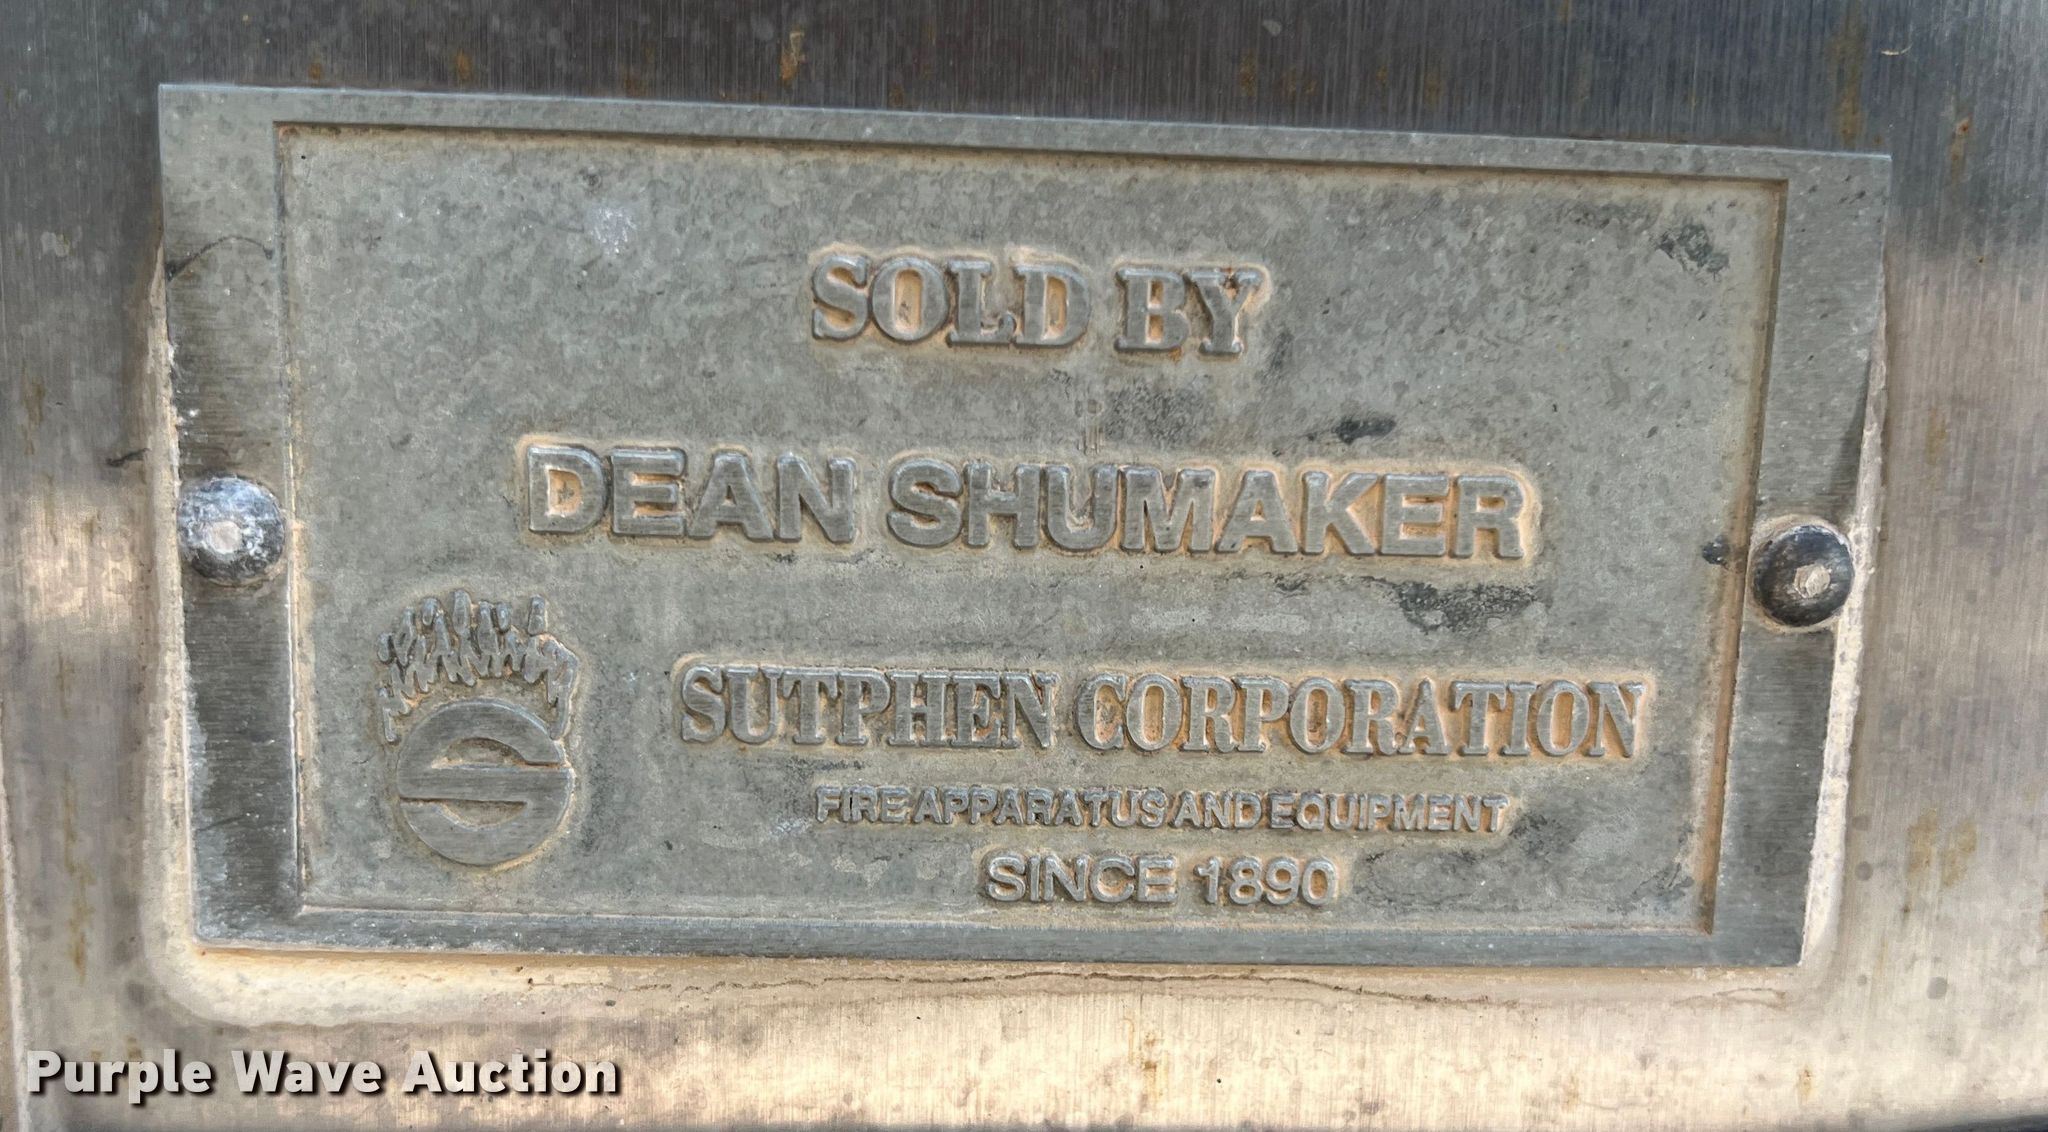 SOLD BY
DEAN SHUMAKER
SUTPHEN CORPORATION
FIRE APPARATUS AND EQUIPMENT
SINCE 1890
Purple Wave Auction